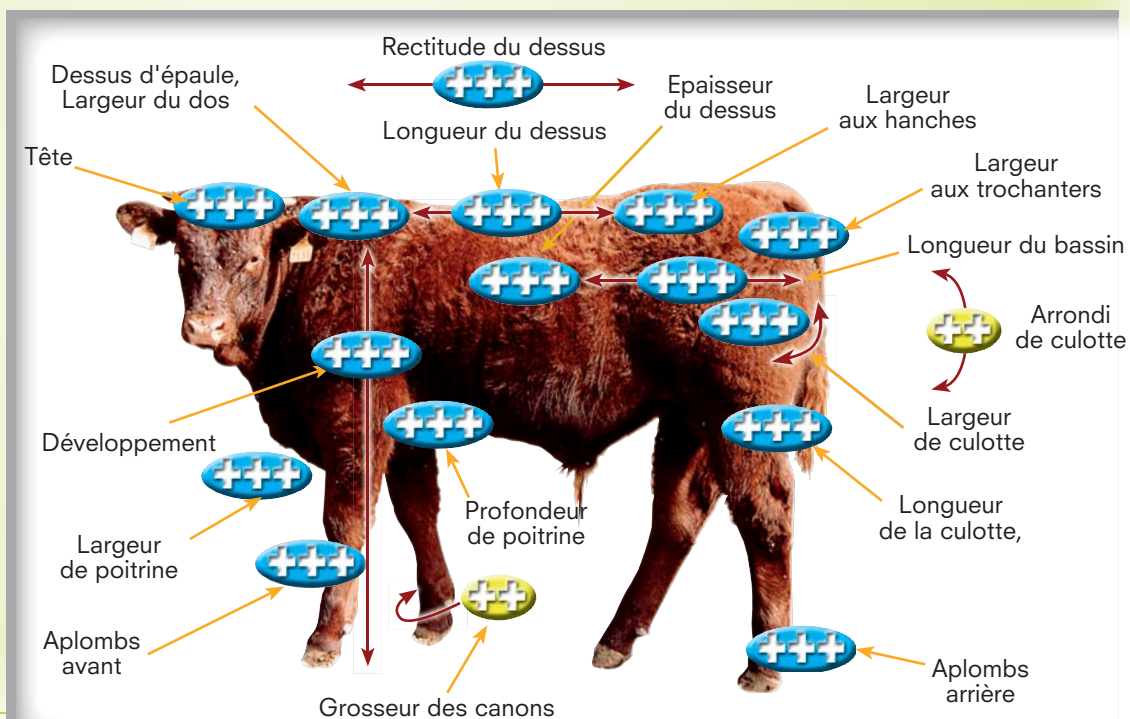 Rectitude du dessus
Dessus d'épaule,
Largeur du dos
Epaisseur
du dessus
Largeur
aux hanches
Longueur du dessus
Tête
Largeur
aux trochanters
Longueur du bassin
Arrondi
de culotte
Largeur
de culotte
Développement
Profondeur
de poitrine
Longueur
de la culotte,
Largeur
de poitrine
Aplombs
avant
Aplombs
arrière
Grosseur des canons